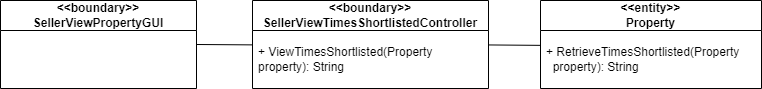 <<boundary>>
SellerViewPropertyGUI
<<boundary>>
SellerViewTimesShortlistedController
+ ViewTimesShortlisted(Property
property): String
<<entity>>
Property
+ RetrieveTimesShortlisted(Property
property): String